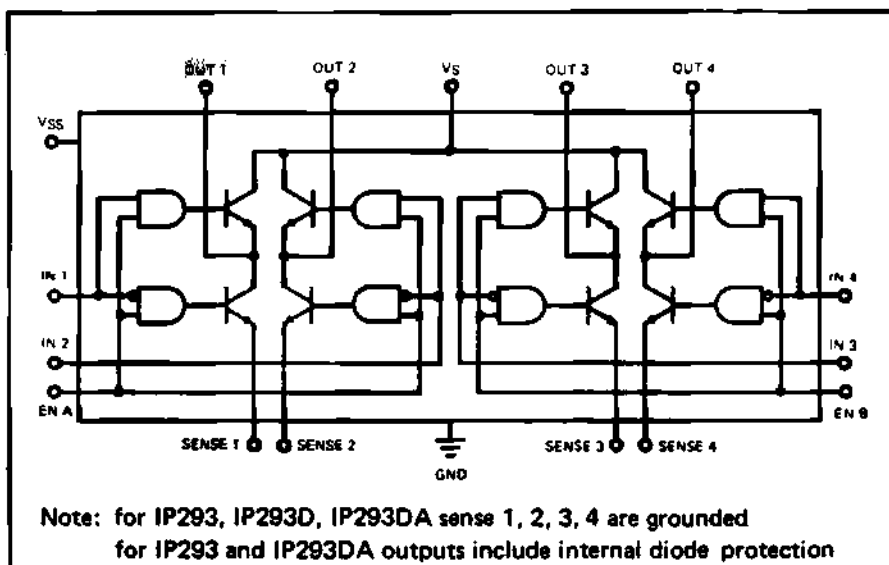 OUT 1 OUT 2 VS OUT 3 OUT 4
VSS
IN 1 IN 4
IN 2 IN 3
EN A EN B
SENSE 1 SENSE 2 SENSE 3 SENSE 4
GND
Note: for IP293, IP293D, IP293DA sense 1, 2, 3, 4 are grounded
for IP293 and IP293DA outputs include internal diode protection